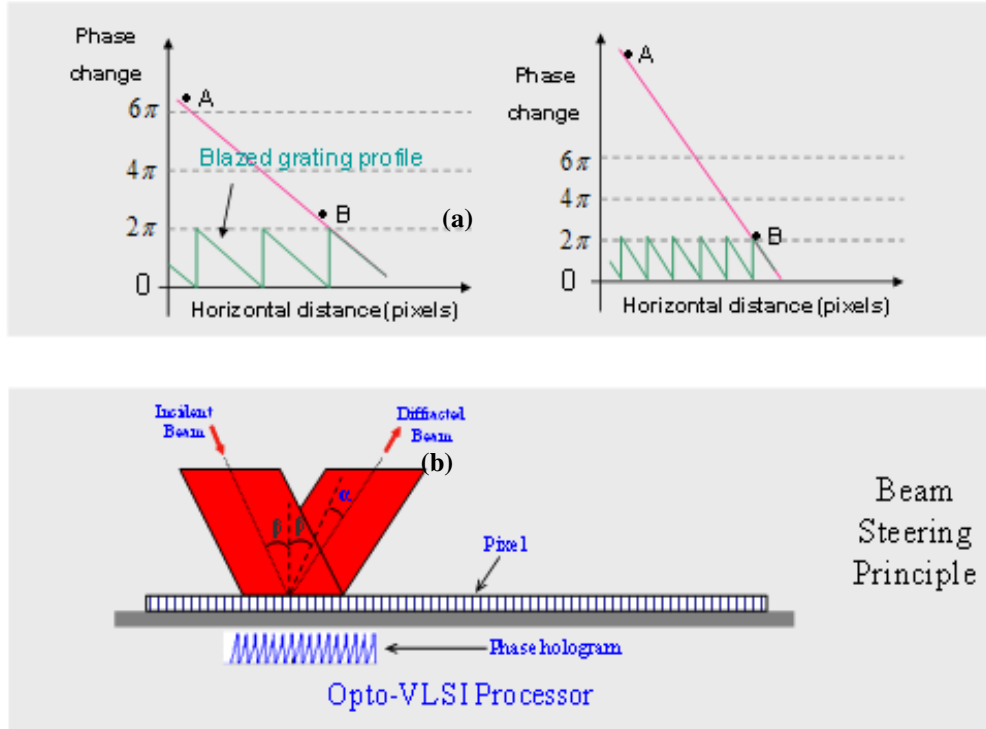 Phase
change
6π
A
4π
Blazed grating profile
B
2π
0
Horizontal distance(pixels)
(a)
Phase
change
A
6π
4π
2π
B
0
Horizontal distance(pixels)
Incident
Beam
Diffracted
Beam
(b)
α
β β
Pixel
Phase hologram
Opto-VLSI Processor
Beam
Steering
Principle